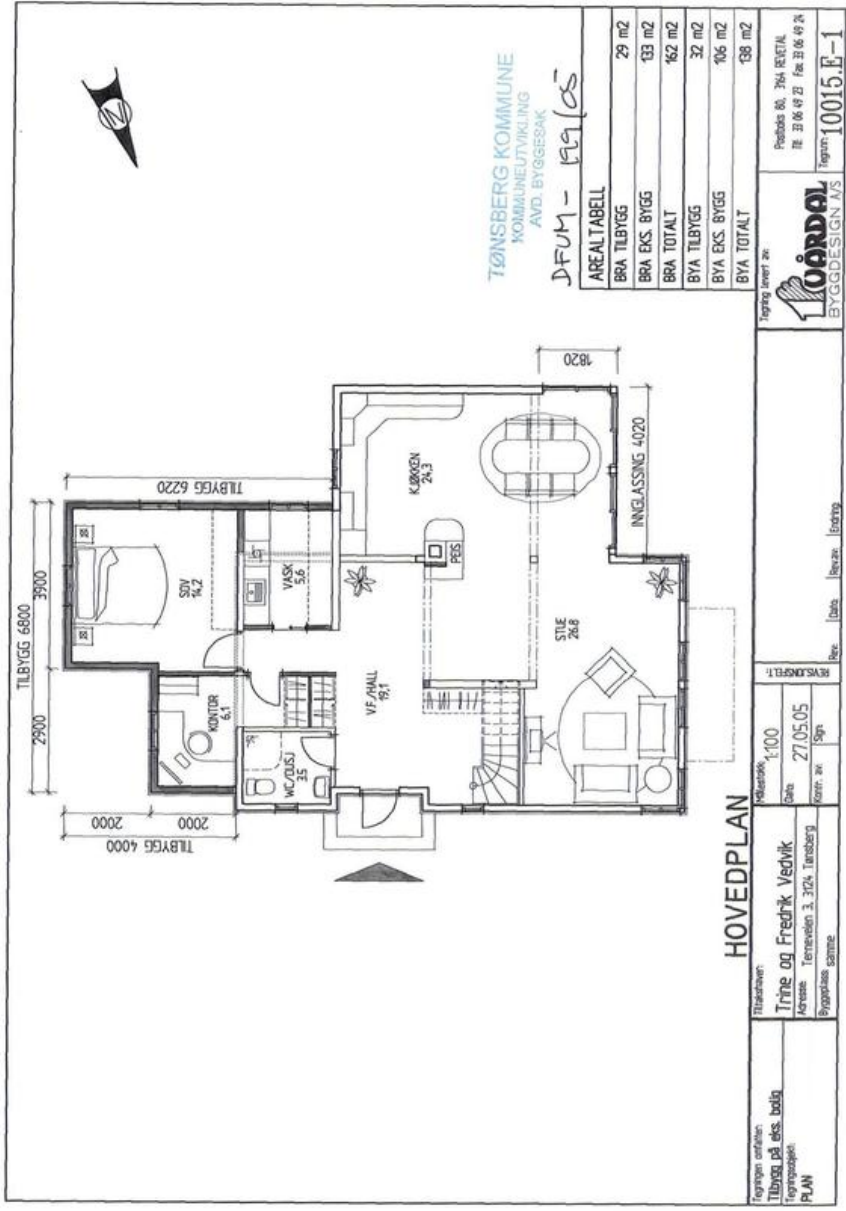 TØNSBERG KOMMUNE
KOMMUNEUTVIKLING
AVD. BYGGESAK
DFUM - 199/05
TILBYGG 6800
2900
3900
TILBYGG 4000
2000
2000
TILBYGG 6220
SOV
14,2
KONTOR
6,1
WC/DUSJ
3,5
VASK
5,6
V.F./HALL
19,1
KJØKKEN
24,3
PEIS
STUE
26,8
1820
INNGLASSING 4020
HOVEDPLAN
AREALTABELL
BRA TILBYGG 29 m2
BRA EKS. BYGG 133 m2
BRA TOTALT 162 m2
BYA TILBYGG 32 m2
BYA EKS. BYGG 106 m2
BYA TOTALT 138 m2
Tegningen omfatter:
Tilbygg på eks. bolig
Tegningsobjekt:
PLAN
Tiltakshaver:
Trine og Fredrik Vedvik
Adresse: Terneveien 3, 3124 Tønsberg
Byggeplass: samme
Målestokk: 1:100
Dato: 27.05.05
Kontr. av: Sign:
REVISJONSFELT:
Rev: Dato: Rev.av: Endring:
Tegning levert av:
VÅRDAL
BYGGDESIGN A/S
Postboks 80, 3164 REVETAL
Tlf: 33 06 49 23 Fax: 33 06 49 24
Tegn.nr: 10015.E-1
N